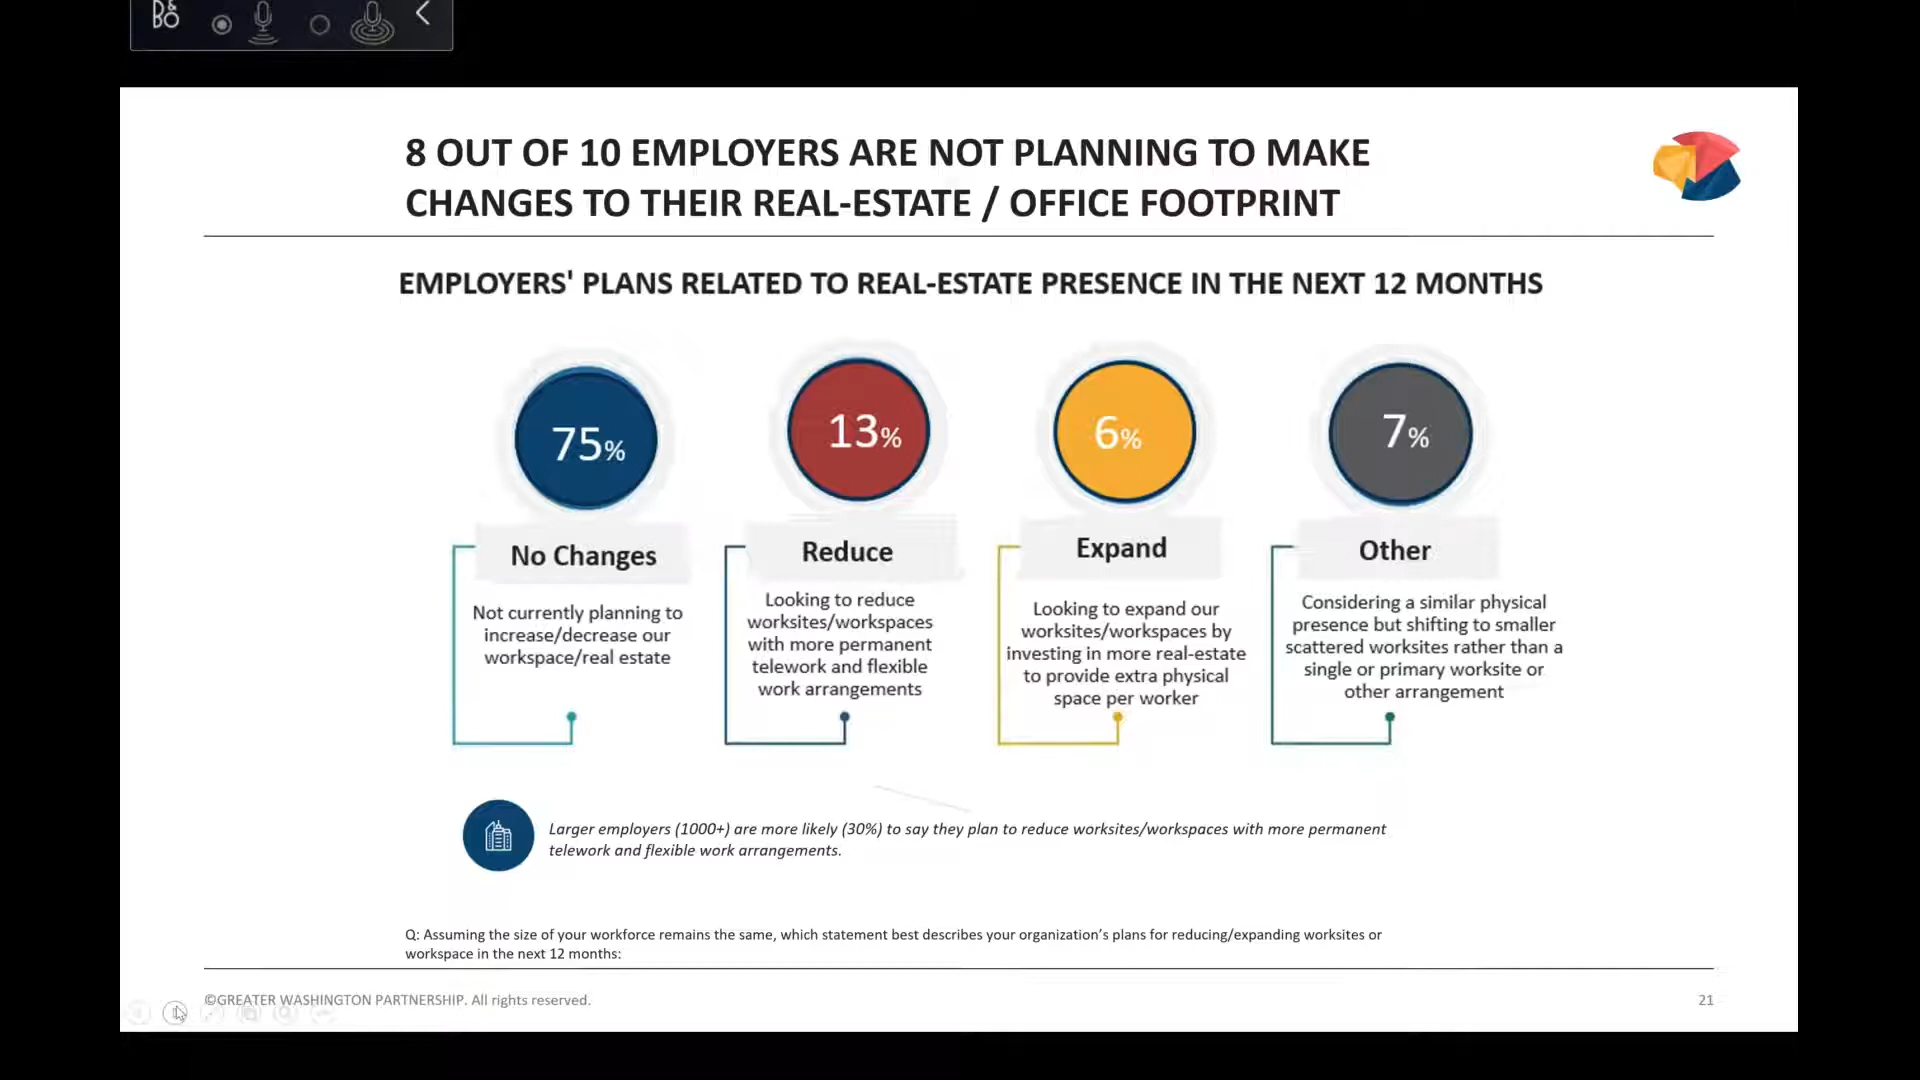 B&O
8 OUT OF 10 EMPLOYERS ARE NOT PLANNING TO MAKE
CHANGES TO THEIR REAL-ESTATE / OFFICE FOOTPRINT
EMPLOYERS' PLANS RELATED TO REAL-ESTATE PRESENCE IN THE NEXT 12 MONTHS
75%
No Changes
Not currently planning to
increase/decrease our
workspace/real estate
13%
Reduce
Looking to reduce
worksites/workspaces
with more permanent
telework and flexible
work arrangements
6%
Expand
Looking to expand our
worksites/workspaces by
investing in more real-estate
to provide extra physical
space per worker
7%
Other
Considering a similar physical
presence but shifting to smaller
scattered worksites rather than a
single or primary worksite or
other arrangement
Larger employers (1000+) are more likely (30%) to say they plan to reduce worksites/workspaces with more permanent
telework and flexible work arrangements.
Q: Assuming the size of your workforce remains the same, which statement best describes your organization’s plans for reducing/expanding worksites or
workspace in the next 12 months:
©GREATER WASHINGTON PARTNERSHIP. All rights reserved.
21